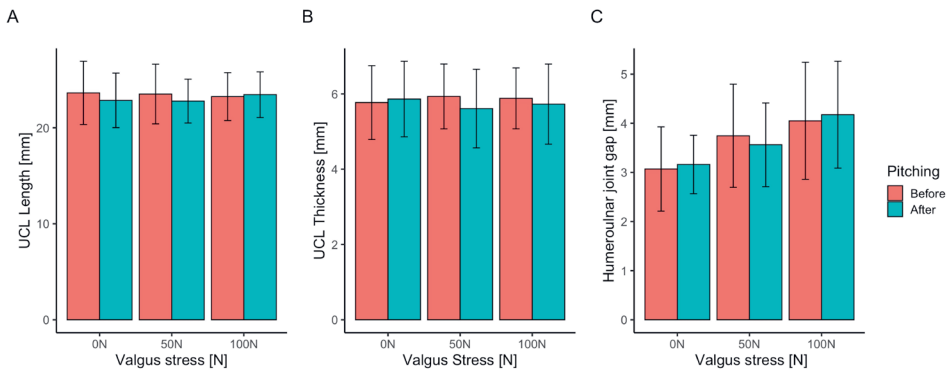 A
UCL Length [mm]
20
10
0
0N 50N 100N
Valgus stress [N]
B
UCL Thickness [mm]
6
4
2
0
0N 50N 100N
Valgus Stress [N]
C
Humeroulnar joint gap [mm]
5
4
3
2
1
0
0N 50N 100N
Valgus stress [N]
Pitching
Before
After